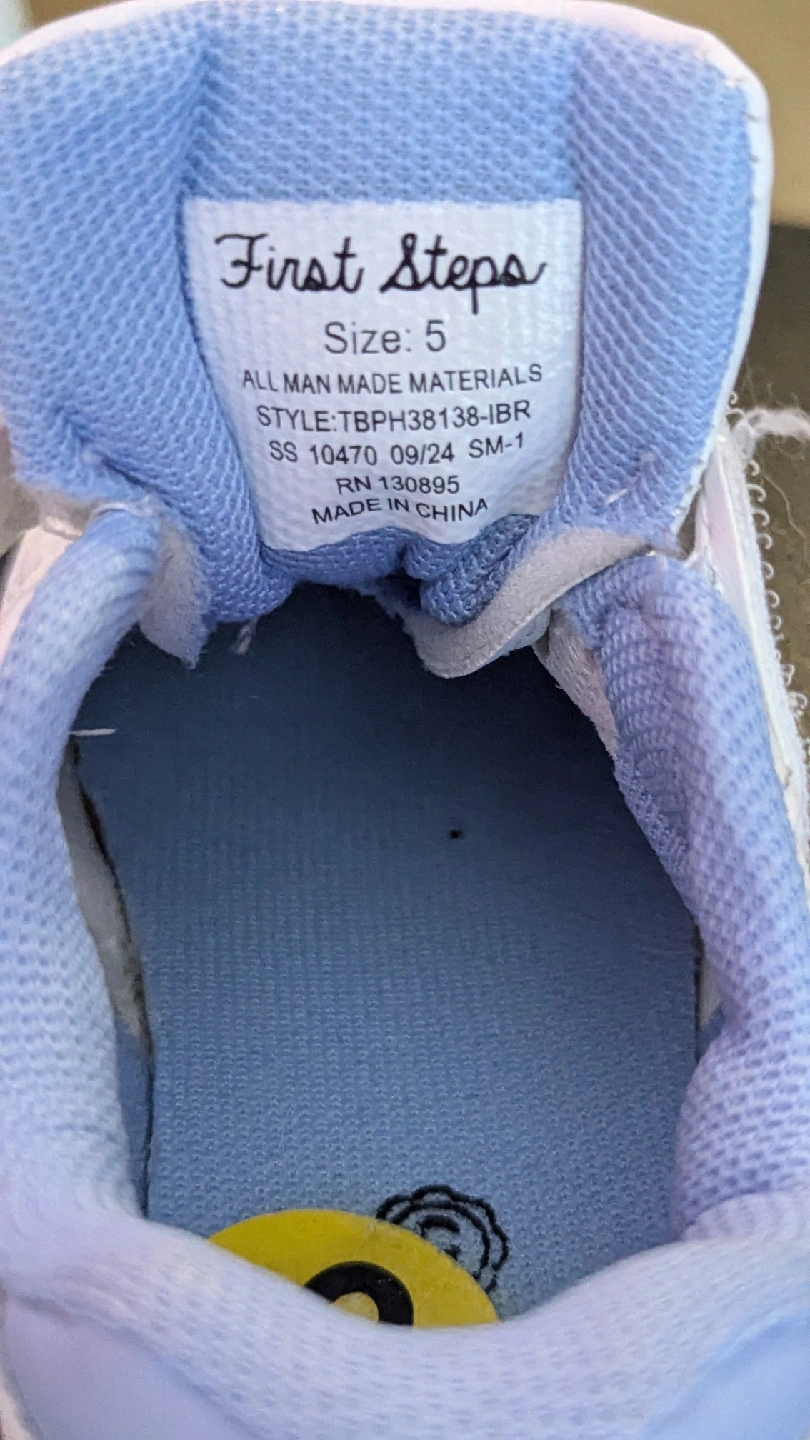 First Steps
Size: 5
ALL MAN MADE MATERIALS
STYLE:TBPH38138-IBR
SS 10470 09/24 SM-1
RN 130895
MADE IN CHINA